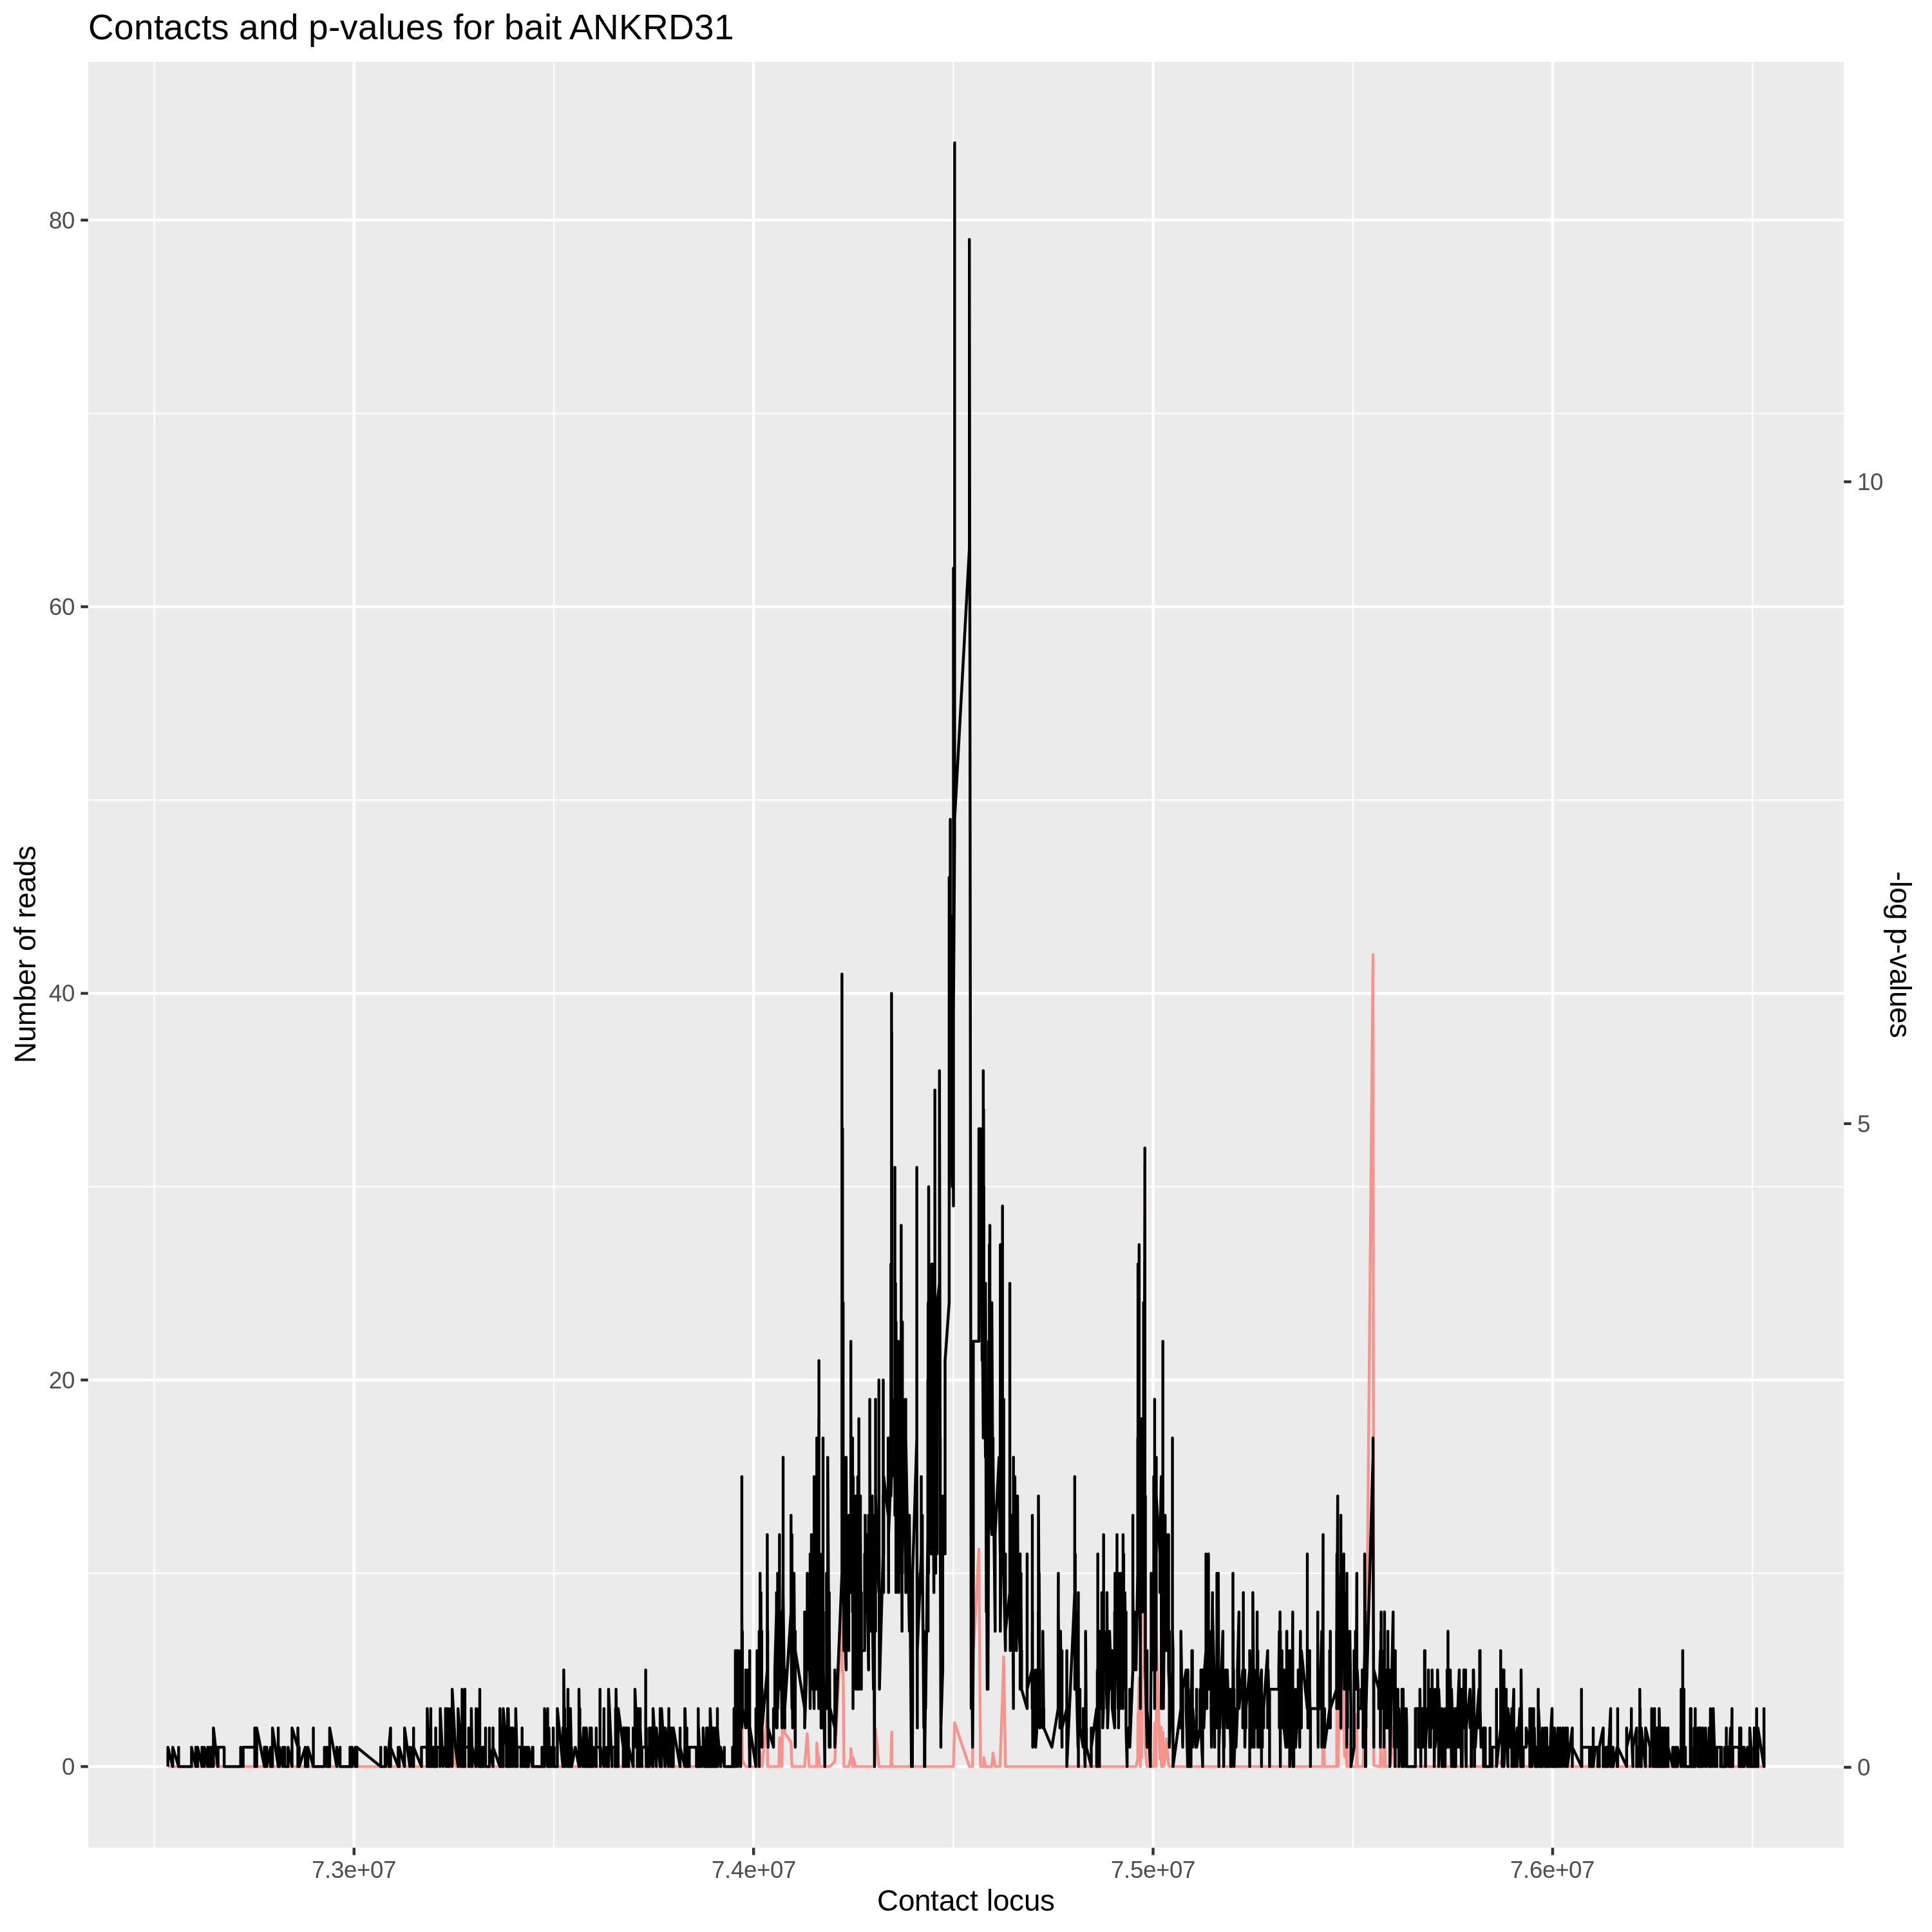 Contacts and p-values for bait ANKRD31
80
60
40
20
0
10
5
0
Number of reads
-log p-values
7.3e+07
7.4e+07
7.5e+07
7.6e+07
Contact locus